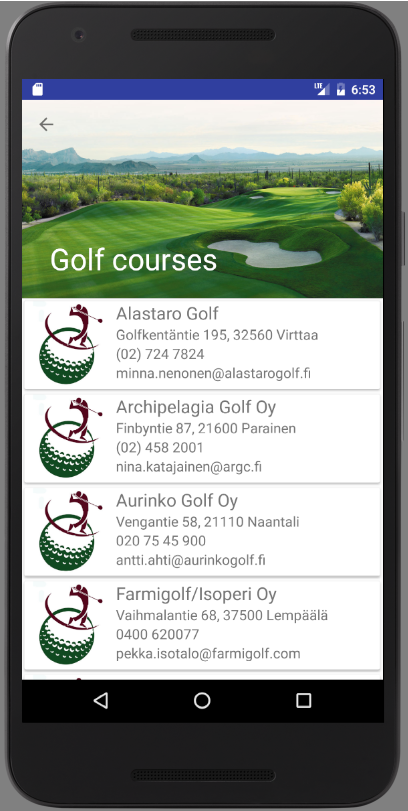 LTE 6:53
Golf courses
Alastaro Golf
Golfkentäntie 195, 32560 Virttaa
(02) 724 7824
minna.nenonen@alastarogolf.fi
Archipelagia Golf Oy
Finbyntie 87, 21600 Parainen
(02) 458 2001
nina.katajainen@argc.fi
Aurinko Golf Oy
Vengantie 58, 21110 Naantali
020 75 45 900
antti.ahti@aurinkogolf.fi
Farmigolf/Isoperi Oy
Vaihmalantie 68, 37500 Lempäälä
0400 620077
pekka.isotalo@farmigolf.com